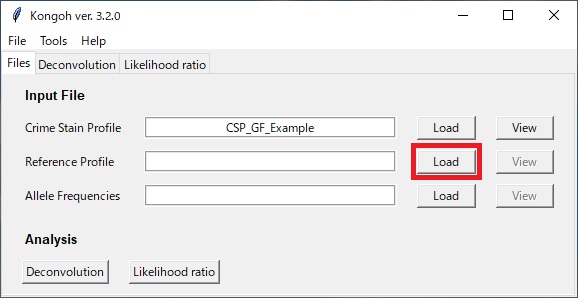 Kongoh ver. 3.2.0
File Tools Help
Files Deconvolution Likelihood ratio
Input File
Crime Stain Profile CSP_GF_Example Load View
Reference Profile Load View
Allele Frequencies Load View
Analysis
Deconvolution Likelihood ratio